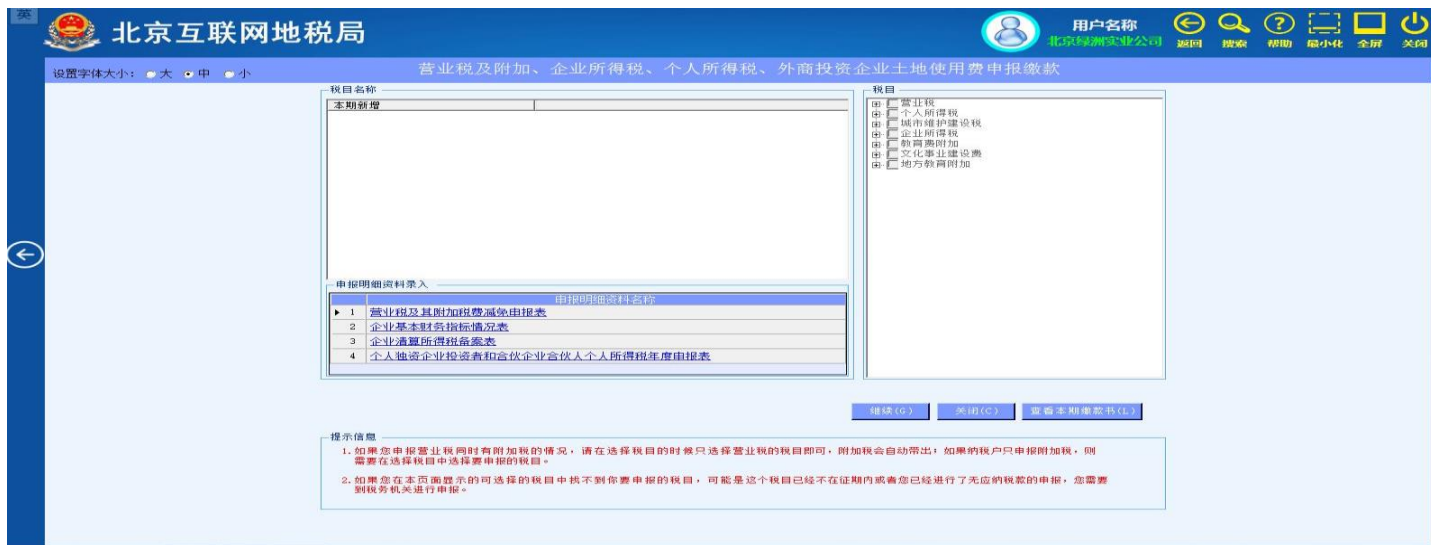 英
北京互联网地税局
用户名称
北京绿洲实业公司
返回 搜索 帮助 最小化 全屏 关闭
设置字体大小： 大 中 小
营业税及附加、企业所得税、个人所得税、外商投资企业土地使用费申报缴款
税目名称
本期新增
税目
营业税
个人所得税
城市维护建设税
企业所得税
教育费附加
文化事业建设费
地方教育附加
申报明细资料录入
申报明细资料名称
1 营业税及其附加税费减免申报表
2 企业基本财务指标情况表
3 企业清算所得税备案表
4 个人独资企业投资者和合伙企业合伙人个人所得税年度申报表
继续(G) 关闭(C) 查看本期缴款书(L)
提示信息
1. 如果您申报营业税同时有附加税的情况，请在选择税目的时候只选择营业税的税目即可，附加税会自动带出；如果纳税户只申报附加税，则
需要在选择税目中选择要申报的税目。
2. 如果您在本页面显示的可选择的税目中找不到你要申报的税目，可能是这个税目已经不在征期内或者您已经进行了无应纳税款的申报，您需要
到税务机关进行申报。